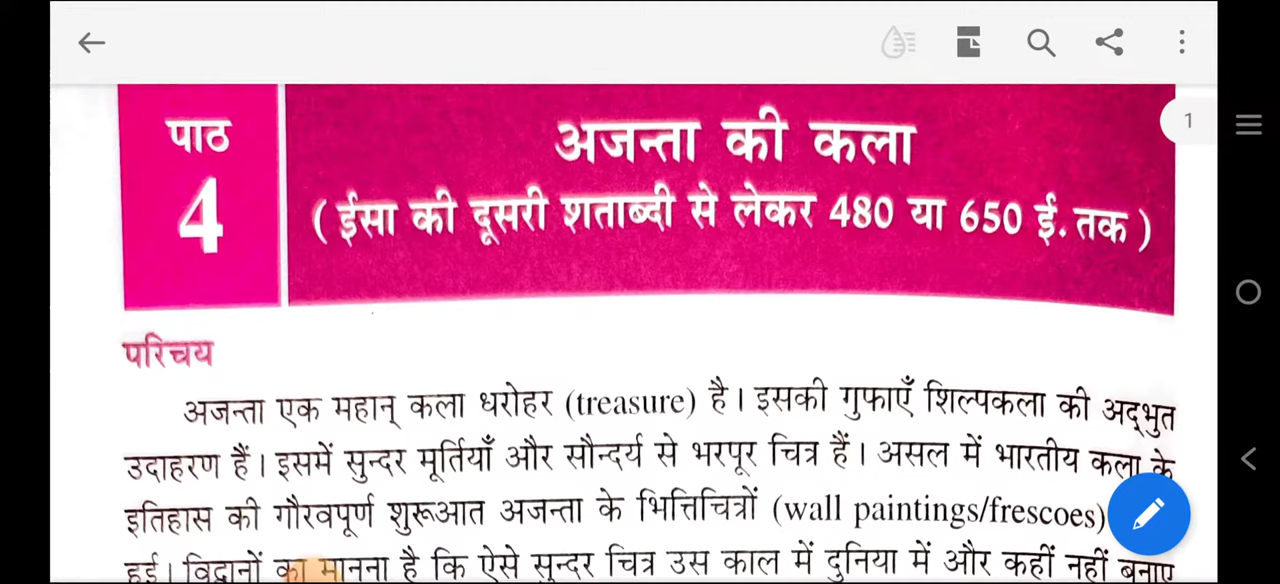 1
पाठ
4
अजन्ता की कला
( ईसा की दूसरी शताब्दी से लेकर 480 या 650 ई. तक )
परिचय
अजन्ता एक महान् कला धरोहर (treasure) है। इसकी गुफाएँ शिल्पकला की अद्भुत
उदाहरण हैं। इसमें सुन्दर मूर्तियाँ और सौन्दर्य से भरपूर चित्र हैं। असल में भारतीय कला के
इतिहास की गौरवपूर्ण शुरूआत अजन्ता के भित्तिचित्रों (wall paintings/frescoes)
हुई। विद्वानों का मानना है कि ऐसे सुन्दर चित्र उस काल में दुनिया में और कहीं नहीं बनाए